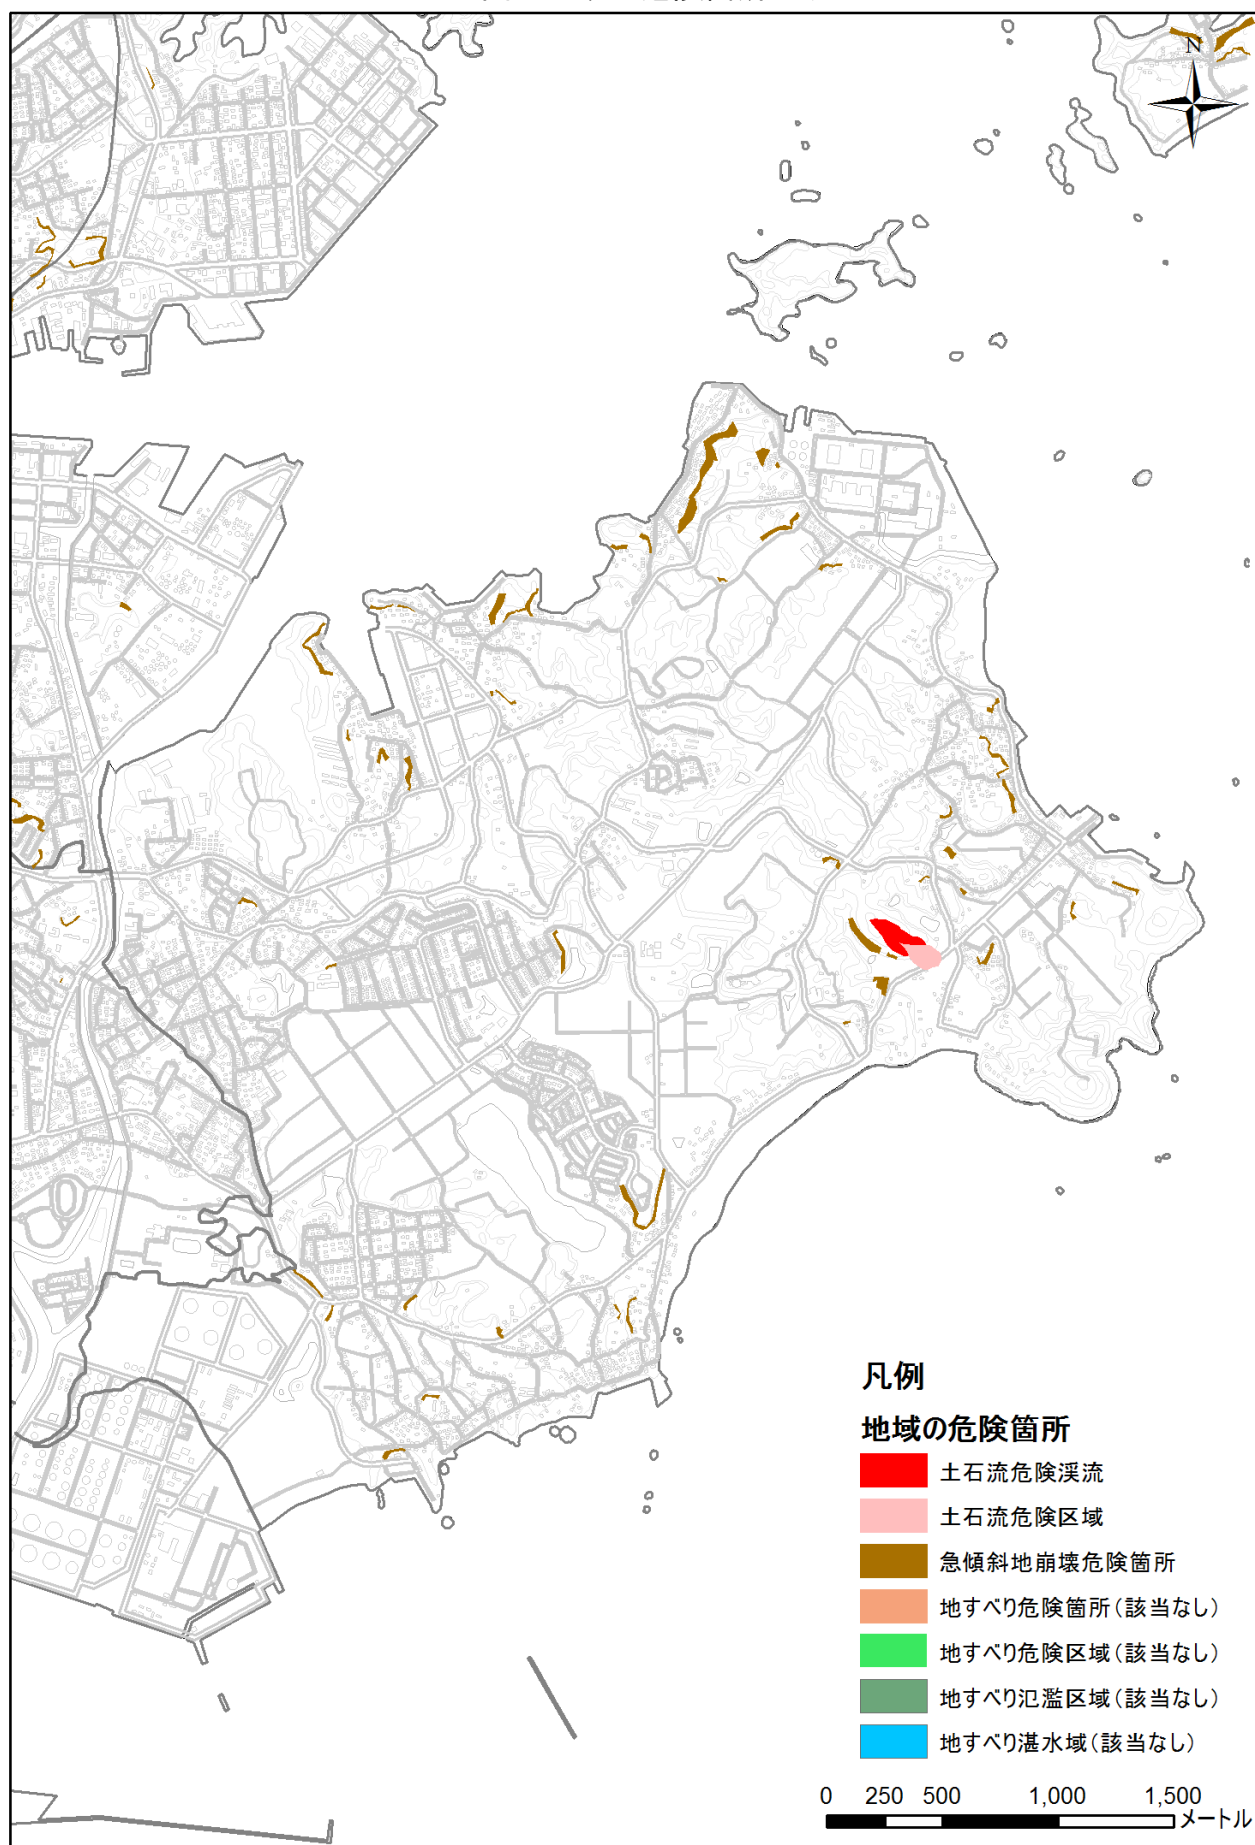 N
凡例
地域の危険箇所
土石流危険渓流
土石流危険区域
急傾斜地崩壊危険箇所
地すべり危険箇所(該当なし)
地すべり危険区域(該当なし)
地すべり氾濫区域(該当なし)
地すべり湛水域(該当なし)
0 250 500 1,000 1,500
メートル